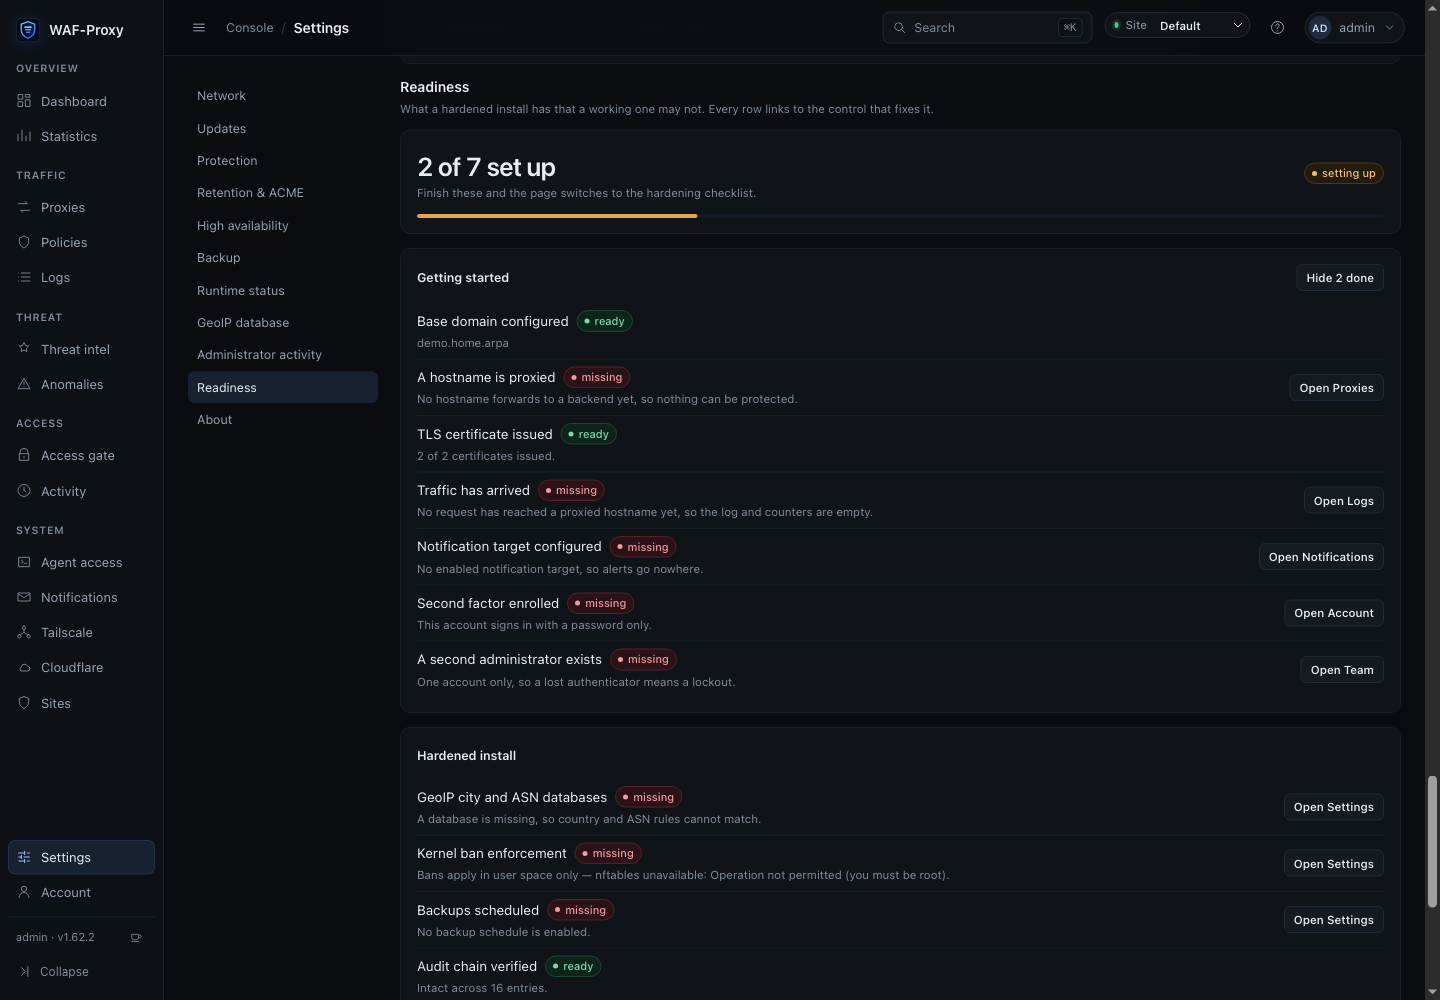 WAF-Proxy
OVERVIEW
Dashboard
Statistics
TRAFFIC
Proxies
Policies
Logs
THREAT
Threat intel
Anomalies
ACCESS
Access gate
Activity
SYSTEM
Agent access
Notifications
Tailscale
Cloudflare
Sites
Settings
Account
admin · v1.62.2
Collapse
Console / Settings
Search ⌘K
Site Default
AD admin
Network
Updates
Protection
Retention & ACME
High availability
Backup
Runtime status
GeoIP database
Administrator activity
Readiness
About
Readiness
What a hardened install has that a working one may not. Every row links to the control that fixes it.
2 of 7 set up
setting up
Finish these and the page switches to the hardening checklist.
Getting started
Hide 2 done
Base domain configured ready
demo.home.arpa
A hostname is proxied missing
No hostname forwards to a backend yet, so nothing can be protected.
Open Proxies
TLS certificate issued ready
2 of 2 certificates issued.
Traffic has arrived missing
No request has reached a proxied hostname yet, so the log and counters are empty.
Open Logs
Notification target configured missing
No enabled notification target, so alerts go nowhere.
Open Notifications
Second factor enrolled missing
This account signs in with a password only.
Open Account
A second administrator exists missing
One account only, so a lost authenticator means a lockout.
Open Team
Hardened install
GeoIP city and ASN databases missing
A database is missing, so country and ASN rules cannot match.
Open Settings
Kernel ban enforcement missing
Bans apply in user space only — nftables unavailable: Operation not permitted (you must be root).
Open Settings
Backups scheduled missing
No backup schedule is enabled.
Open Settings
Audit chain verified ready
Intact across 16 entries.